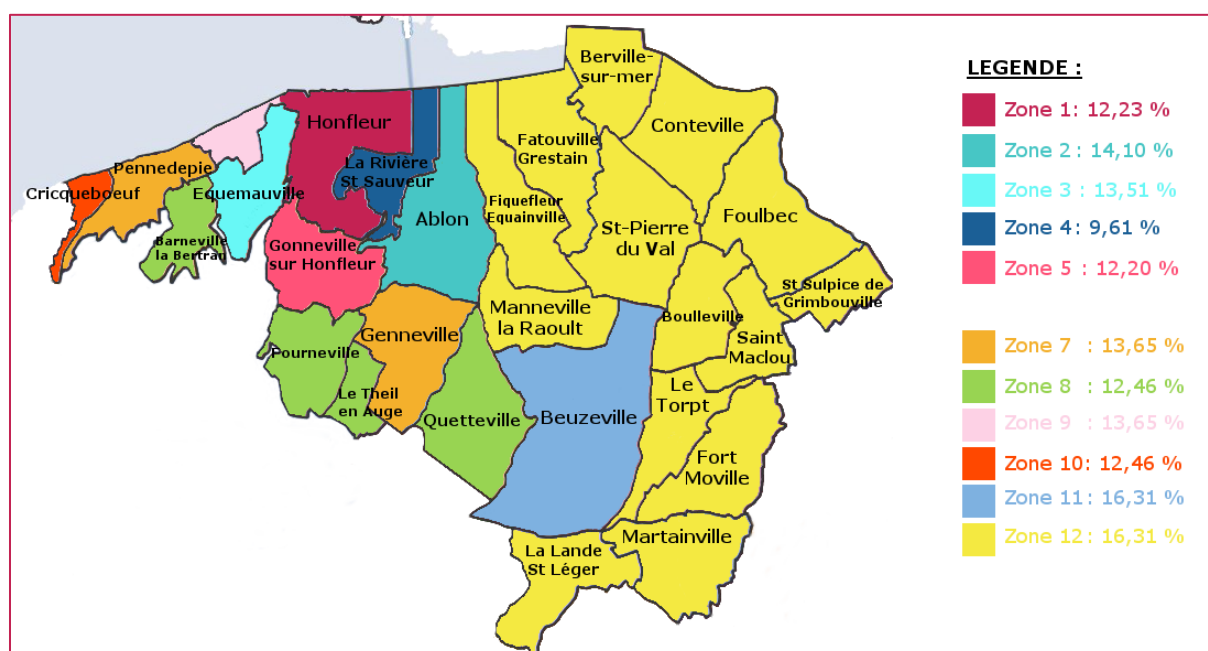 Berville-
sur-mer
LEGENDE :
Zone 1: 12,23 %
Zone 2 : 14,10 %
Zone 3 : 13,51 %
Zone 4 : 9,61 %
Zone 5 : 12,20 %
Zone 7 : 13,65 %
Zone 8 : 12,46 %
Zone 9 : 13,65 %
Zone 10: 12,46 %
Zone 11: 16,31 %
Zone 12 : 16,31 %
Honfleur
Conteville
Fatouville
Grestain
La Rivière
St Sauveur
Pennedepie
Cricqueboeuf
Equemauville
Fiquefleur
Equainville
Ablon
Foulbec
St-Pierre
du Val
Barneville
la Bertran
Gonneville
sur Honfleur
St Sulpice de
Grimbouville
Manneville
la Raoult
Boulleville
Saint
Maclou
Genneville
Fourneville
Le Theil
en Auge
Quetteville
Beuzeville
Le
Torpt
Fort
Moville
Martainville
La Lande
St Léger